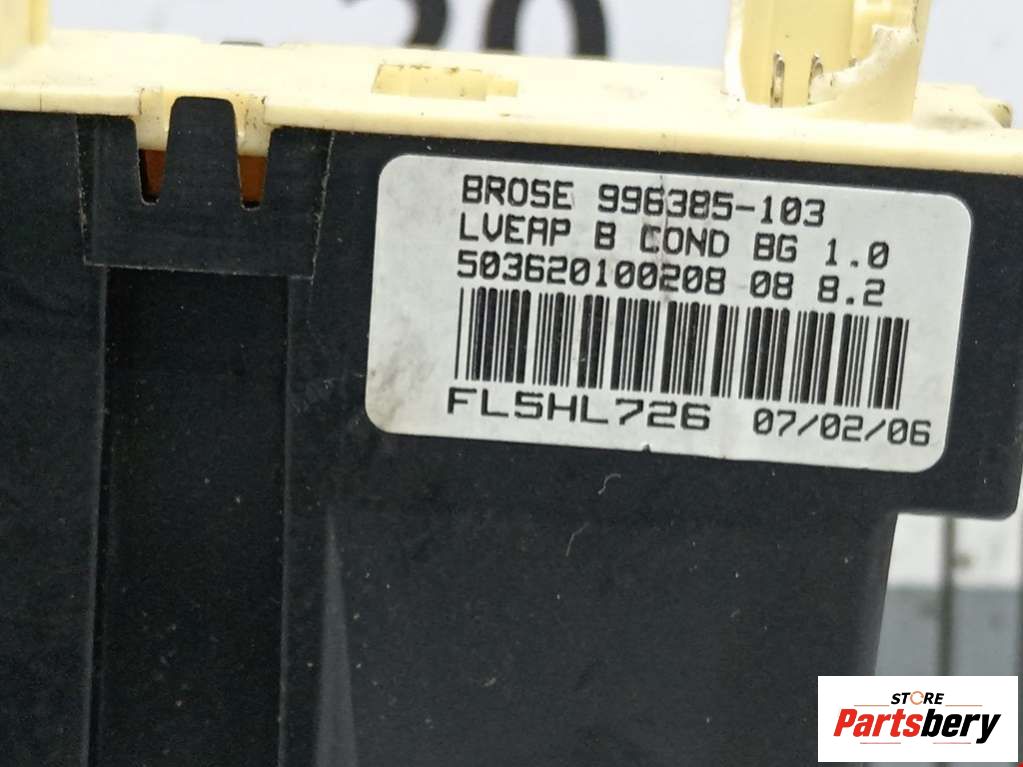 BROSE 996385-103
LVEAP B COND BG 1.0
503620100208 08 8.2
FL5HL726 07/02/06
STORE
Partsbery